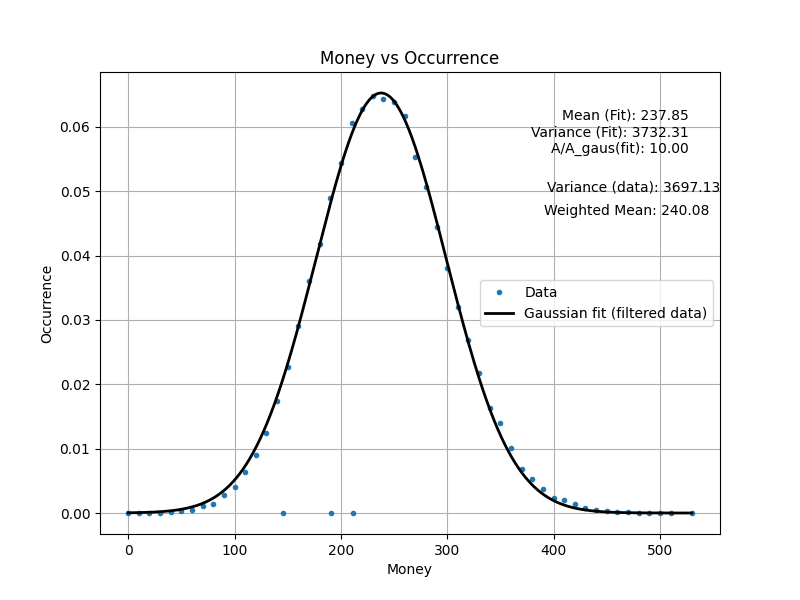 Money vs Occurrence
Mean (Fit): 237.85
Variance (Fit): 3732.31
A/A_gaus(fit): 10.00
Variance (data): 3697.13
Weighted Mean: 240.08
Data
Gaussian fit (filtered data)
Occurrence
0.06
0.05
0.04
0.03
0.02
0.01
0.00
0 100 200 300 400 500
Money